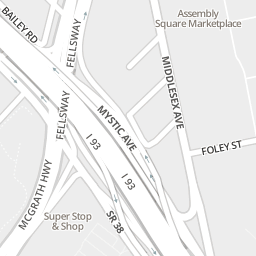 Assembly
Square Marketplace
BAILEY RD
FELLSWAY
MIDDLESEX AVE
MYSTIC AVE
FELLSWAY
I 93
FOLEY ST
MCGRATH HWY
I 93
Super Stop
& Shop
SR 38